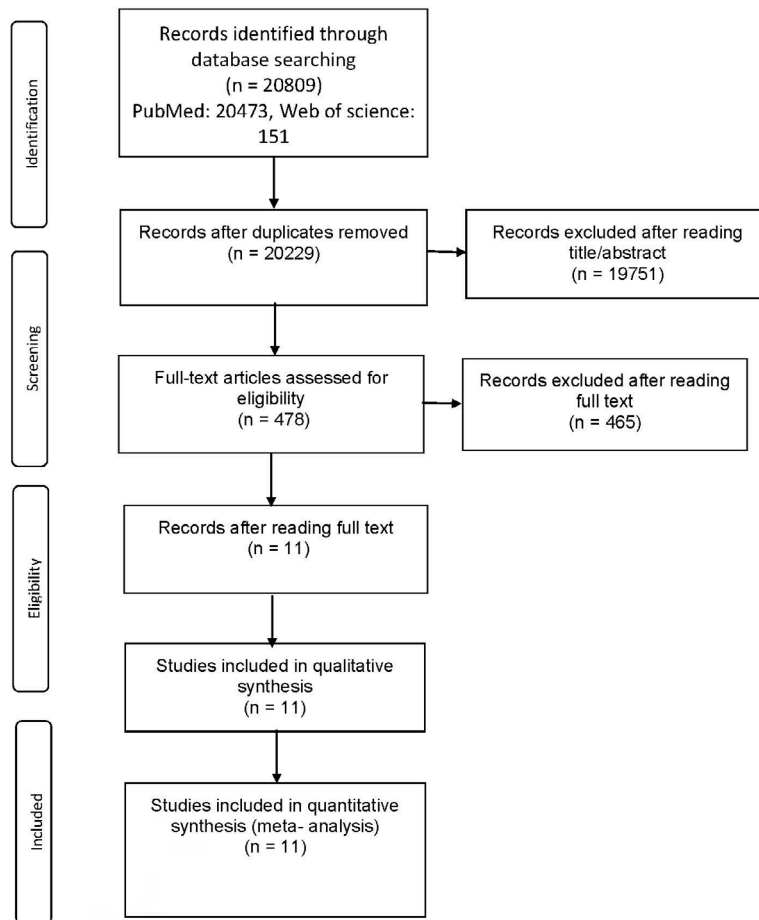 Identification
Records identified through
database searching
(n = 20809)
PubMed: 20473, Web of science:
151
Records after duplicates removed
(n = 20229)
Records excluded after reading
title/abstract
(n = 19751)
Screening
Full-text articles assessed for
eligibility
(n = 478)
Records excluded after reading
full text
(n = 465)
Eligibility
Records after reading full text
(n = 11)
Studies included in qualitative
synthesis
(n = 11)
Included
Studies included in quantitative
synthesis (meta- analysis)
(n = 11)